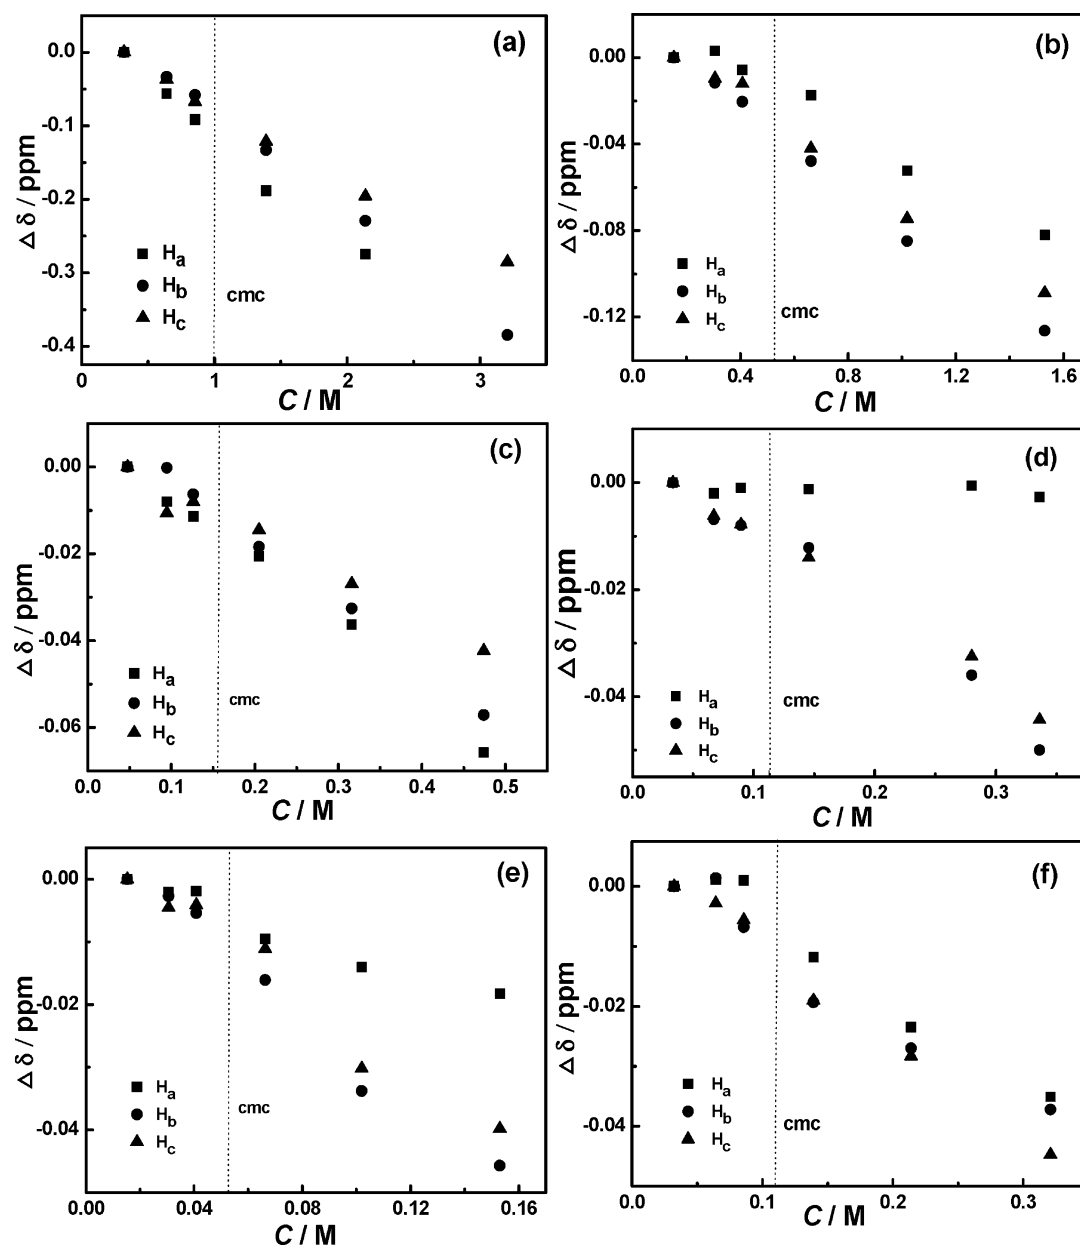 (a)
0.0
-0.1
-0.2
-0.3
-0.4
Δ δ / ppm
Ha
Hb
Hc
cmc
0 1 2 3
C / M
(b)
0.00
-0.04
-0.08
-0.12
Δ δ / ppm
Ha
Hb
Hc
cmc
0.0 0.4 0.8 1.2 1.6
C / M
(c)
0.00
-0.02
-0.04
-0.06
Δ δ / ppm
Ha
Hb
Hc
cmc
0.0 0.1 0.2 0.3 0.4 0.5
C / M
(d)
0.00
-0.02
-0.04
Δ δ / ppm
Ha
Hb
Hc
cmc
0.0 0.1 0.2 0.3
C / M
(e)
0.00
-0.02
-0.04
Δ δ / ppm
Ha
Hb
Hc
cmc
0.00 0.04 0.08 0.12 0.16
C / M
(f)
0.00
-0.02
-0.04
Δ δ / ppm
Ha
Hb
Hc
cmc
0.0 0.1 0.2 0.3
C / M